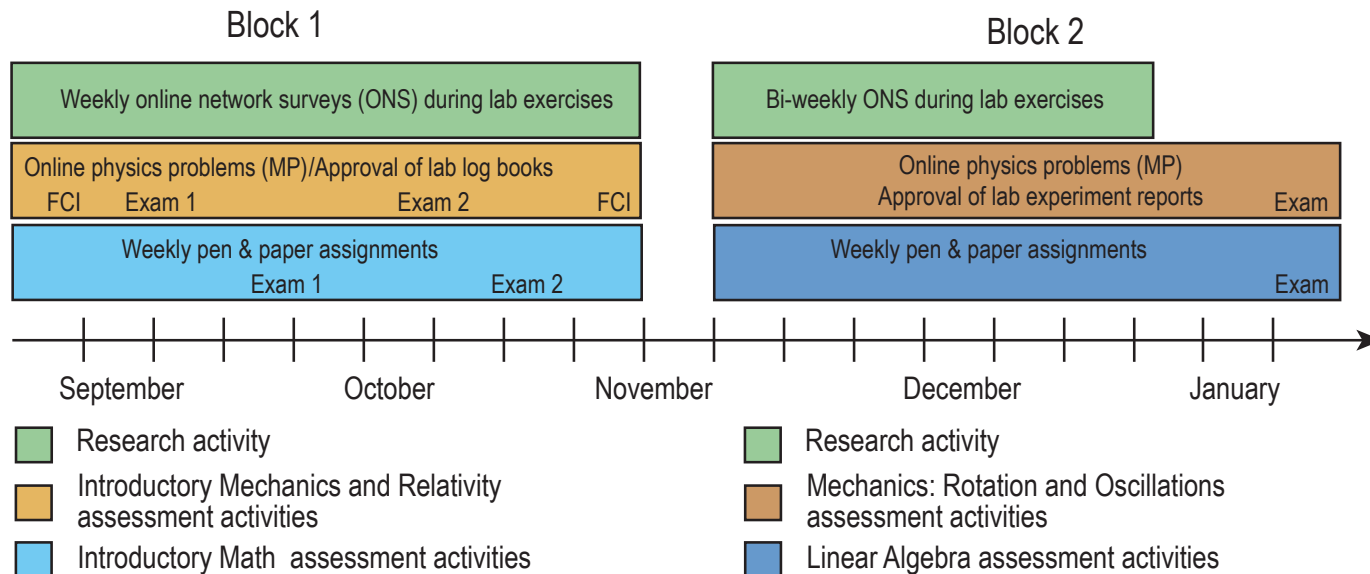 Block 1
Block 2
Weekly online network surveys (ONS) during lab exercises
Bi-weekly ONS during lab exercises
Online physics problems (MP)/Approval of lab log books
FCI Exam 1 Exam 2 FCI
Online physics problems (MP)
Approval of lab experiment reports
Exam
Weekly pen & paper assignments
Exam 1 Exam 2
Weekly pen & paper assignments
Exam
September October November December January
Research activity
Introductory Mechanics and Relativity
assessment activities
Introductory Math assessment activities
Research activity
Mechanics: Rotation and Oscillations
assessment activities
Linear Algebra assessment activities